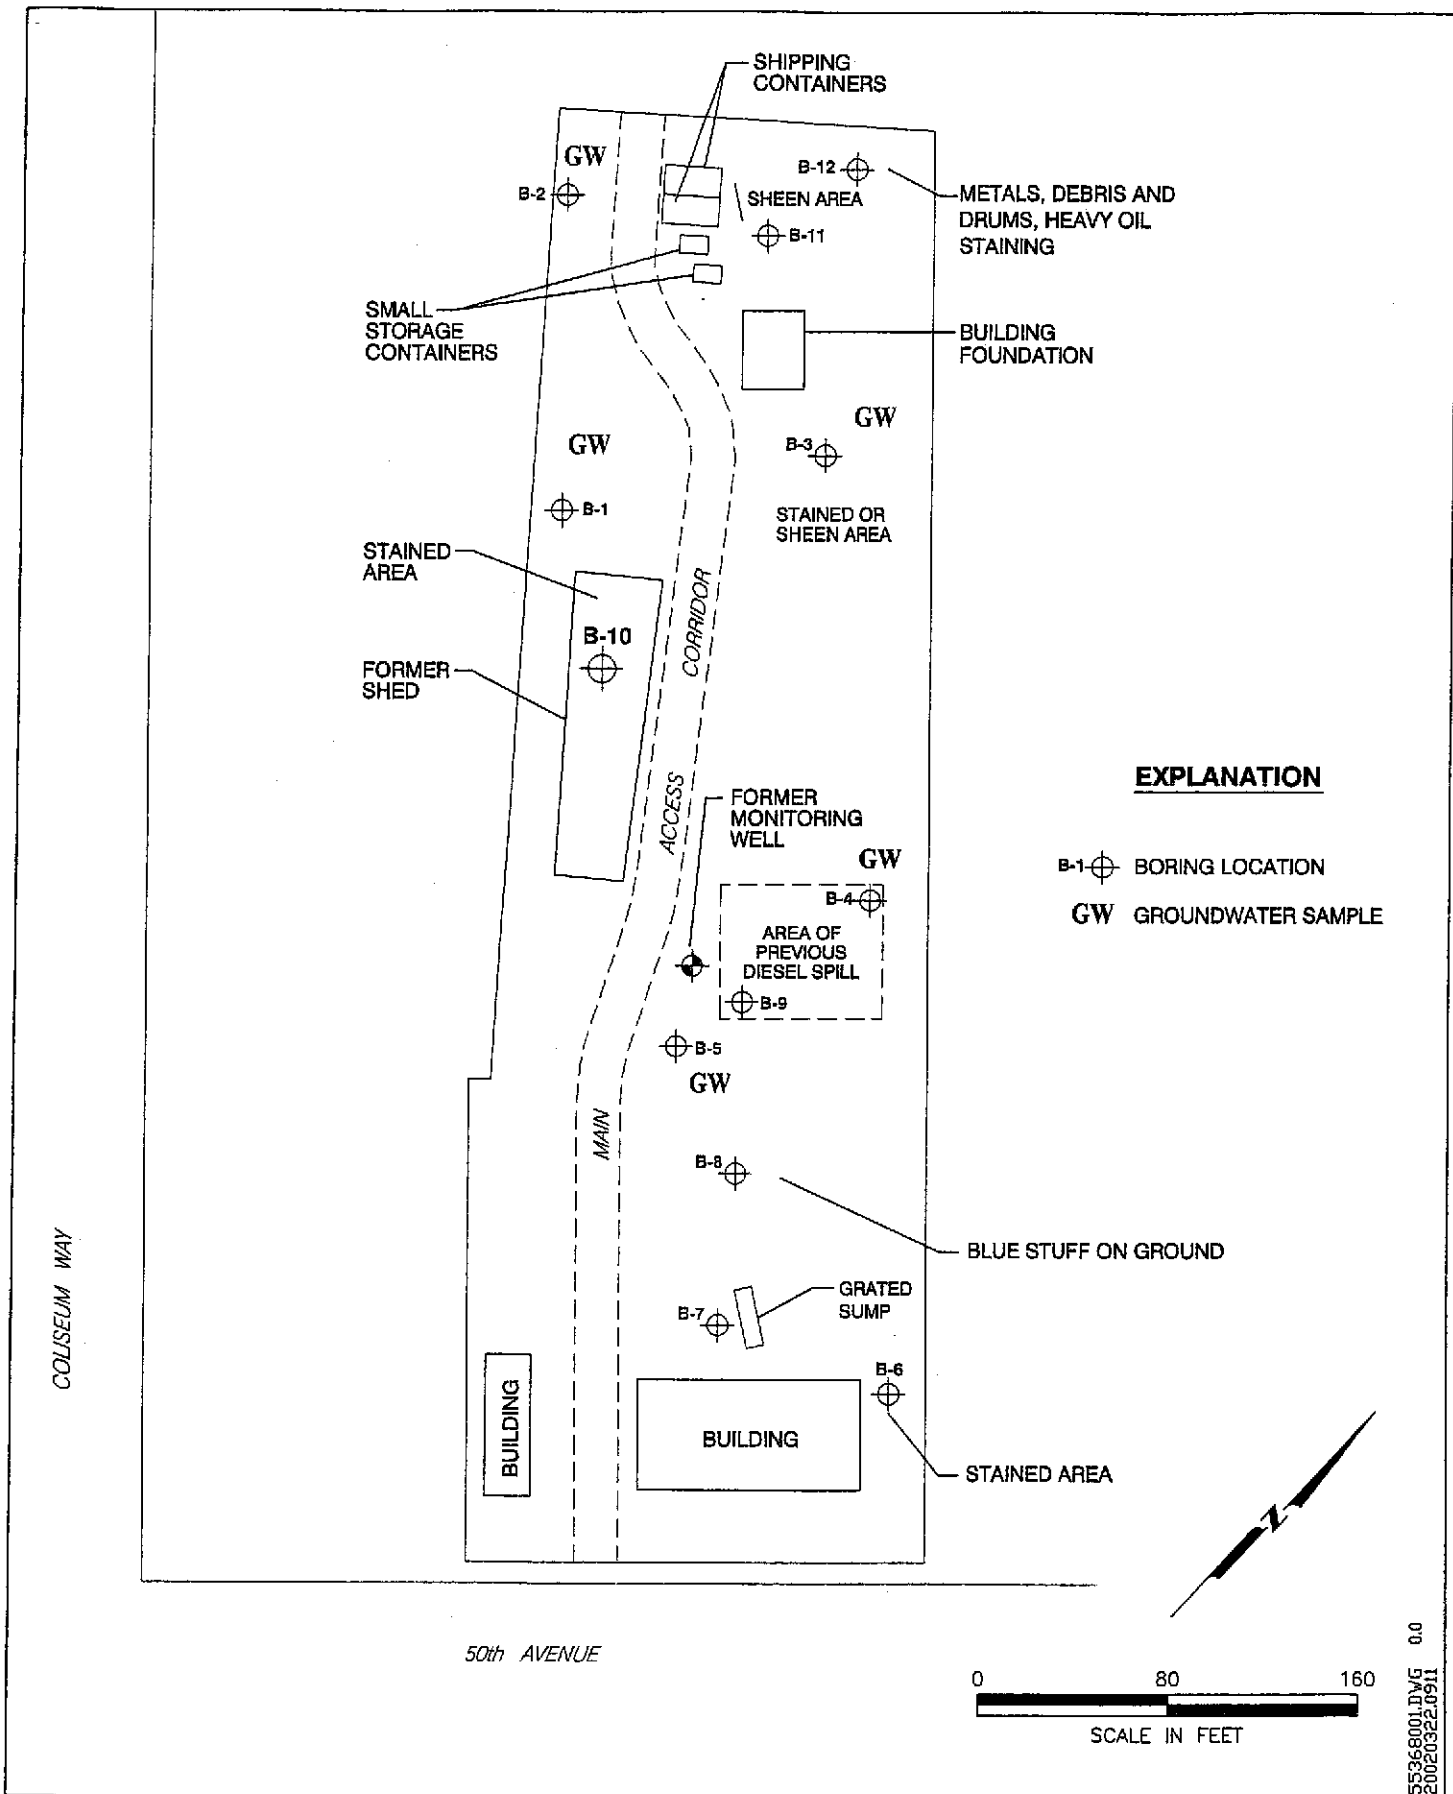 SHIPPING
CONTAINERS
GW
B-2
B-12
SHEEN AREA
METALS, DEBRIS AND
DRUMS, HEAVY OIL
STAINING
B-11
SMALL
STORAGE
CONTAINERS
BUILDING
FOUNDATION
GW
GW
B-3
B-1
STAINED OR
SHEEN AREA
STAINED
AREA
B-10
FORMER
SHED
MAIN ACCESS CORRIDOR
FORMER
MONITORING
WELL
GW
B-4
AREA OF
PREVIOUS
DIESEL SPILL
B-9
B-5
GW
B-8
BLUE STUFF ON GROUND
GRATED
SUMP
B-7
B-6
BUILDING
BUILDING
STAINED AREA
COLISEUM WAY
50th AVENUE
EXPLANATION
B-1 BORING LOCATION
GW GROUNDWATER SAMPLE
N
0 80 160
SCALE IN FEET
55368001.DWG 0.0
20020322.0911